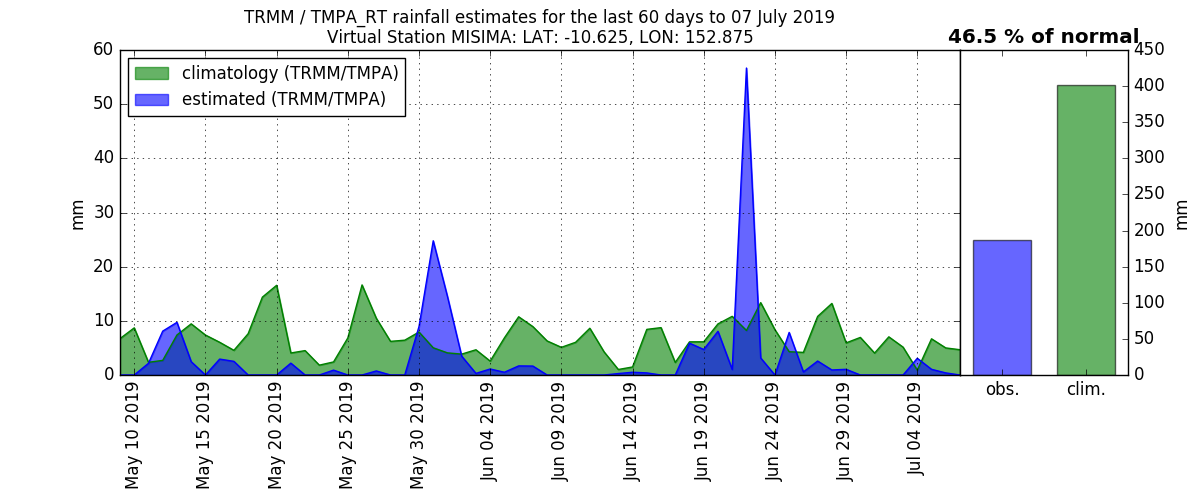 TRMM / TMPA_RT rainfall estimates for the last 60 days to 07 July 2019
Virtual Station MISIMA: LAT: -10.625, LON: 152.875
46.5 % of normal
climatology (TRMM/TMPA)
estimated (TRMM/TMPA)
60
50
40
30
20
10
0
mm
May 10 2019
May 15 2019
May 20 2019
May 25 2019
May 30 2019
Jun 04 2019
Jun 09 2019
Jun 14 2019
Jun 19 2019
Jun 24 2019
Jun 29 2019
Jul 04 2019
450
400
350
300
250
200
150
100
50
0
mm
obs.
clim.